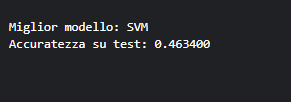 Miglior modello: SVM
Accuratezza su test: 0.463400